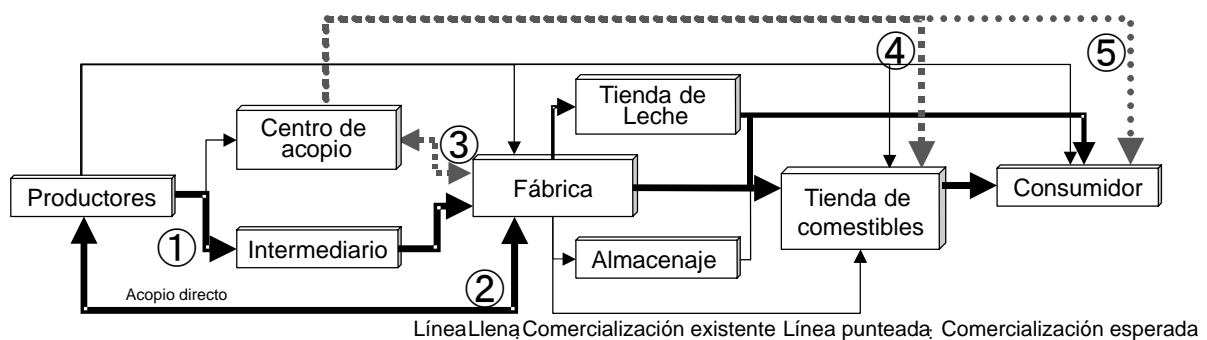 ④
⑤
Tienda de
Leche
Centro de
acopio
③
Productores
Fábrica
Tienda de
comestibles
Consumidor
①
Intermediario
Almacenaje
②
Acopio directo
LíneaLlena: Comercialización existente Línea punteada: Comercialización esperada